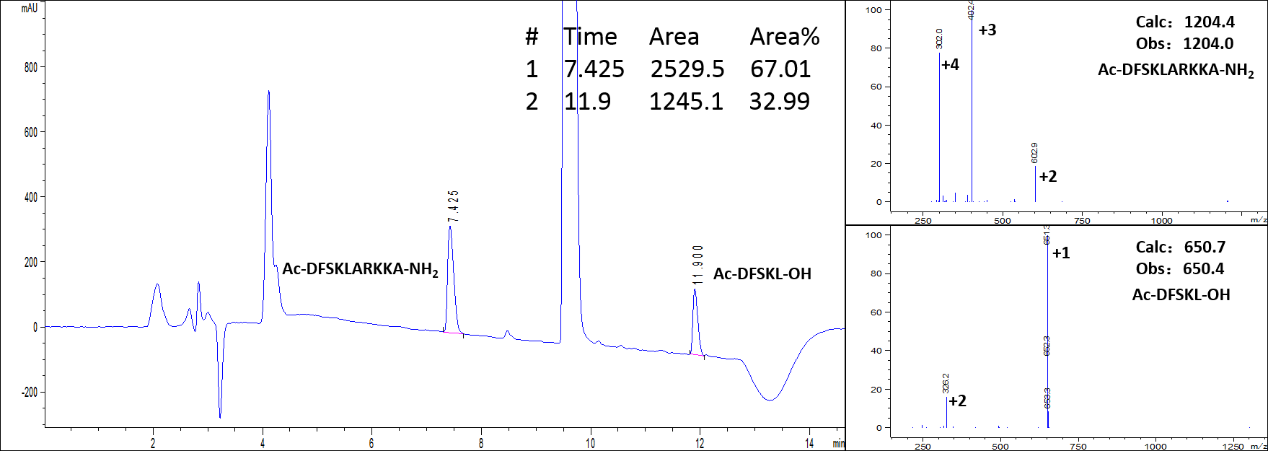 mAU
# Time Area Area%
1 7.425 2529.5 67.01
2 11.9 1245.1 32.99
800
600
400
200
0
-200
7.425
11.900
Ac-DFSKLARKKA-NH2
Ac-DFSKL-OH
2 4 6 8 10 12 14 min
100
80
60
40
20
0
302.0
+4
+3
602.9
+2
Calc: 1204.4
Obs: 1204.0
Ac-DFSKLARKKA-NH2
250 500 750 1000 m/z
100
80
60
40
20
0
+1
652.3
653.3
326.2
+2
Calc: 650.7
Obs: 650.4
Ac-DFSKL-OH
250 500 750 1000 1250 m/z